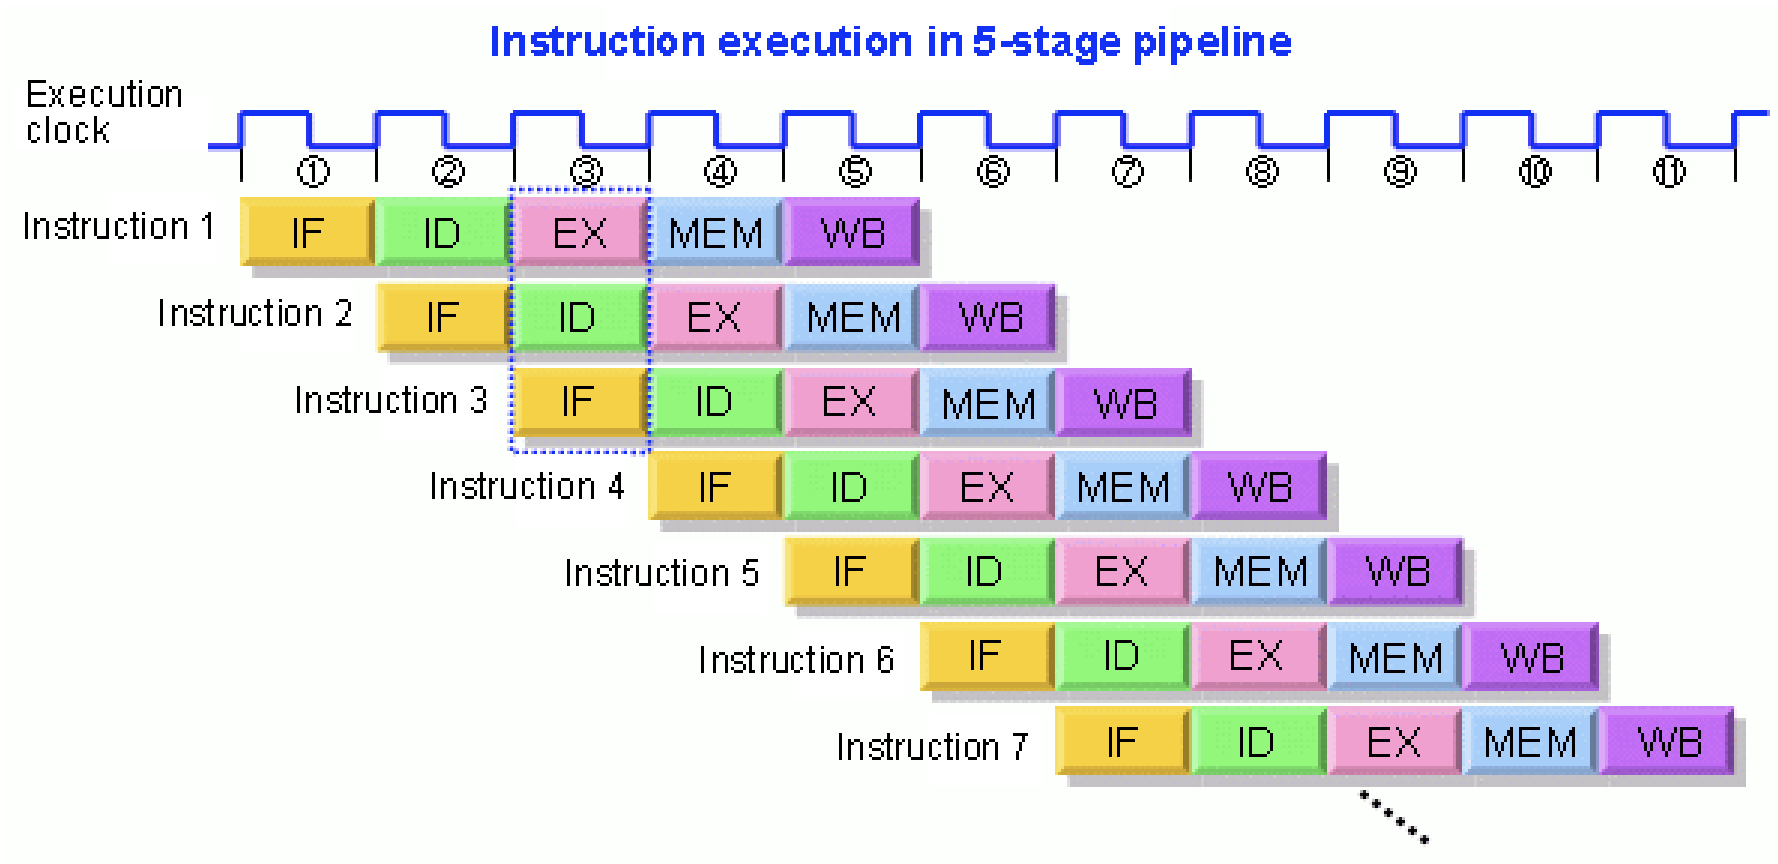 Instruction execution in 5-stage pipeline
Execution
clock
① ② ③ ④ ⑤ ⑥ ⑦ ⑧ ⑨ ⑩ ⑪
Instruction 1 IF ID EX MEM WB
Instruction 2 IF ID EX MEM WB
Instruction 3 IF ID EX MEM WB
Instruction 4 IF ID EX MEM WB
Instruction 5 IF ID EX MEM WB
Instruction 6 IF ID EX MEM WB
Instruction 7 IF ID EX MEM WB